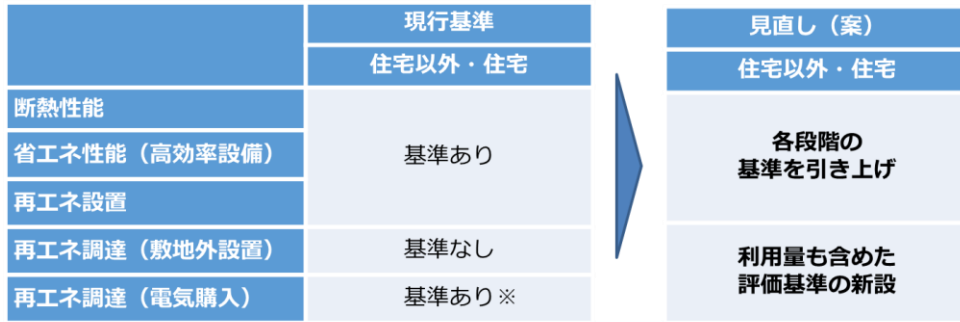 現行基準
見直し（案）
住宅以外・住宅
住宅以外・住宅
断熱性能
省エネ性能（高効率設備）
基準あり
各段階の
基準を引き上げ
再エネ設置
再エネ調達（敷地外設置）
基準なし
利用量も含めた
評価基準の新設
再エネ調達（電気購入）
基準あり※